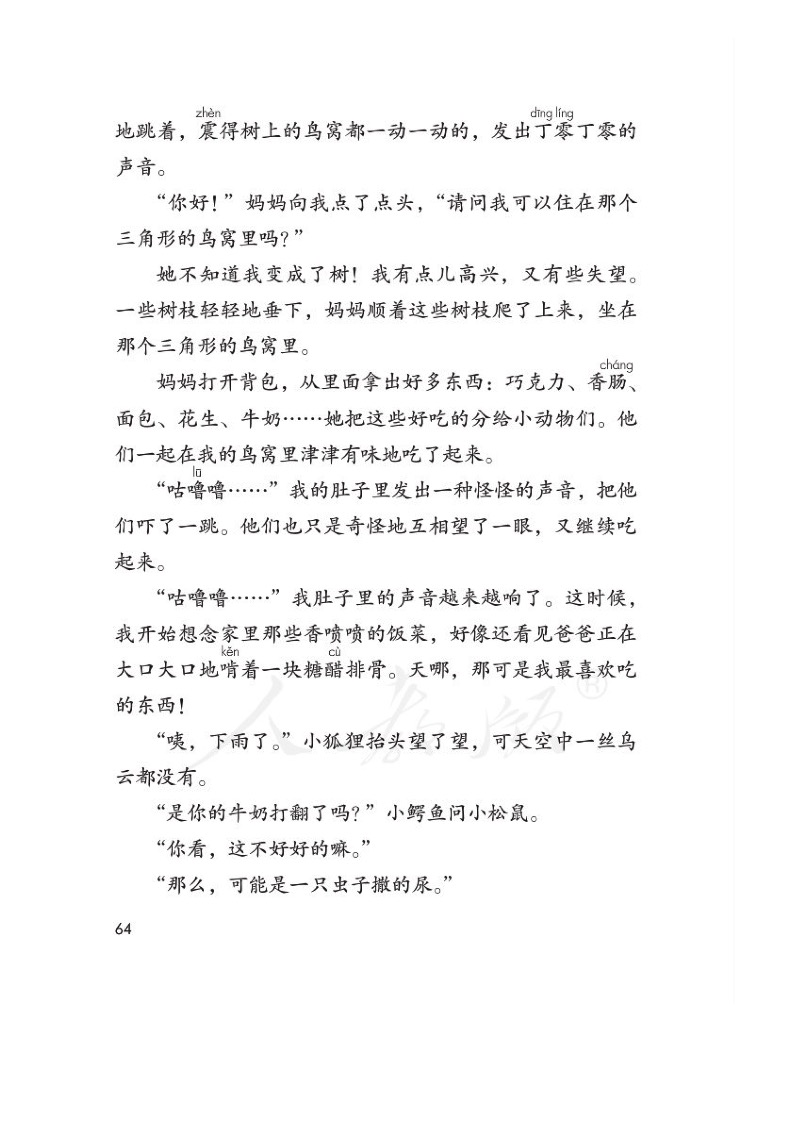 zhèn dīng líng
地跳着，震得树上的鸟窝都一动一动的，发出丁零丁零的
声音。
“你好！”妈妈向我点了点头，“请问我可以住在那个
三角形的鸟窝里吗？”
她不知道我变成了树！我有点儿高兴，又有些失望。
一些树枝轻轻地垂下，妈妈顺着这些树枝爬了上来，坐在
那个三角形的鸟窝里。
cháng
妈妈打开背包，从里面拿出好多东西：巧克力、香肠、
面包、花生、牛奶……她把这些好吃的分给小动物们。他
们一起在我的鸟窝里津津有味地吃了起来。
lū
“咕噜噜……”我的肚子里发出一种怪怪的声音，把他
们吓了一跳。他们也只是奇怪地互相望了一眼，又继续吃
起来。
“咕噜噜……”我肚子里的声音越来越响了。这时候，
我开始想念家里那些香喷喷的饭菜，好像还看见爸爸正在
kěn cù
大口大口地啃着一块糖醋排骨。天哪，那可是我最喜欢吃
的东西！
“咦，下雨了。”小狐狸抬头望了望，可天空中一丝乌
云都没有。
“是你的牛奶打翻了吗？”小鳄鱼问小松鼠。
“你看，这不好好的嘛。”
“那么，可能是一只虫子撒的尿。”
64
人教版®